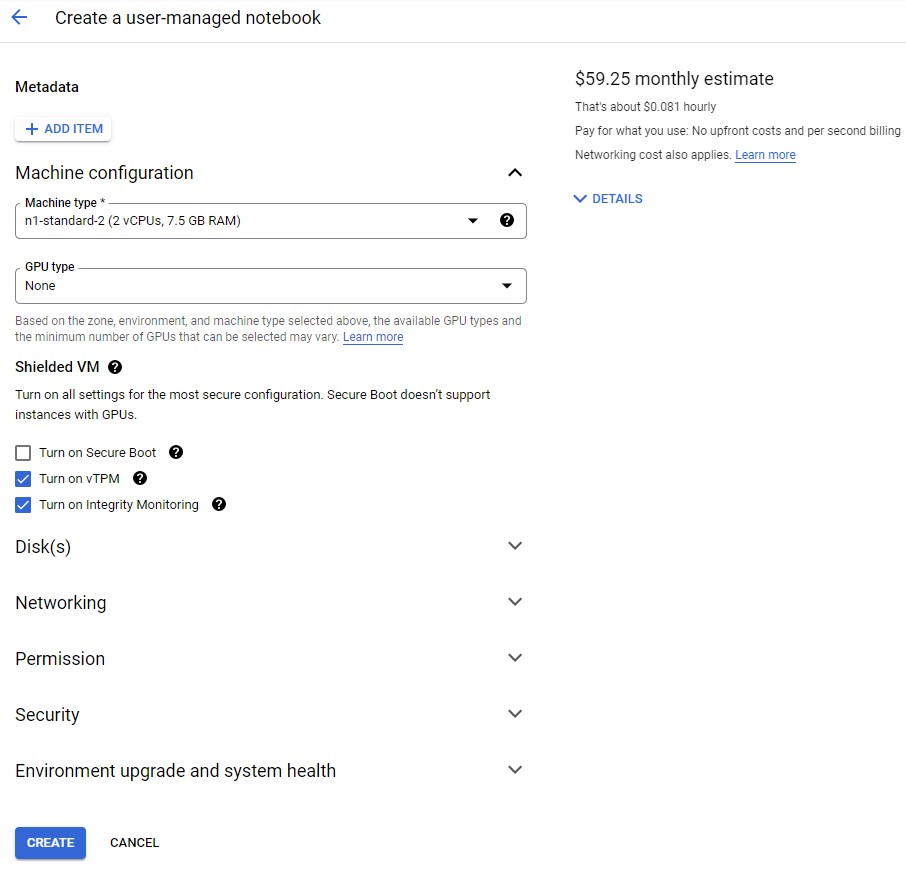 Create a user-managed notebook
Metadata
ADD ITEM
Machine configuration
Machine type *
n1-standard-2 (2 vCPUs, 7.5 GB RAM)
GPU type
None
Based on the zone, environment, and machine type selected above, the available GPU types and
the minimum number of GPUs that can be selected may vary. Learn more
Shielded VM
Turn on all settings for the most secure configuration. Secure Boot doesn't support
instances with GPUs.
Turn on Secure Boot
Turn on vTPM
Turn on Integrity Monitoring
Disk(s)
Networking
Permission
Security
Environment upgrade and system health
CREATE CANCEL
$59.25 monthly estimate
That's about $0.081 hourly
Pay for what you use: No upfront costs and per second billing
Networking cost also applies. Learn more
DETAILS